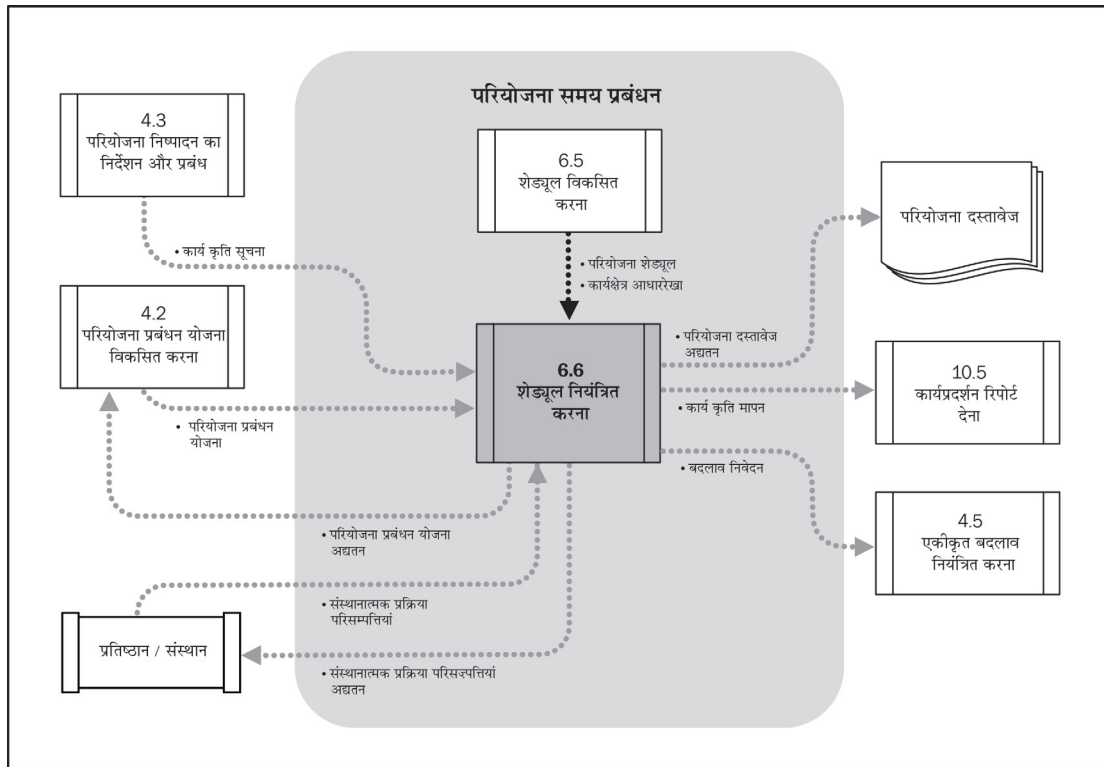 परियोजना समय प्रबंधन
4.3
परियोजना निष्पादन का
निर्देशन और प्रबंध
6.5
शेड्यूल विकसित
करना
परियोजना दस्तावेज
• कार्य कृति सूचना
• परियोजना शेड्यूल
• कार्यक्षेत्र आधाररेखा
4.2
परियोजना प्रबंधन योजना
विकसित करना
6.6
शेड्यूल नियंत्रित
करना
• परियोजना दस्तावेज
अद्यतन
10.5
कार्यप्रदर्शन रिपोर्ट
देना
• कार्य कृति मापन
• परियोजना प्रबंधन
योजना
• बदलाव निवेदन
4.5
एकीकृत बदलाव
नियंत्रित करना
• परियोजना प्रबंधन योजना
अद्यतन
• संस्थानात्मक प्रक्रिया
परिसम्पत्तियां
प्रतिष्ठान / संस्थान
• संस्थानात्मक प्रक्रिया परिसज्पत्तियां
अद्यतन